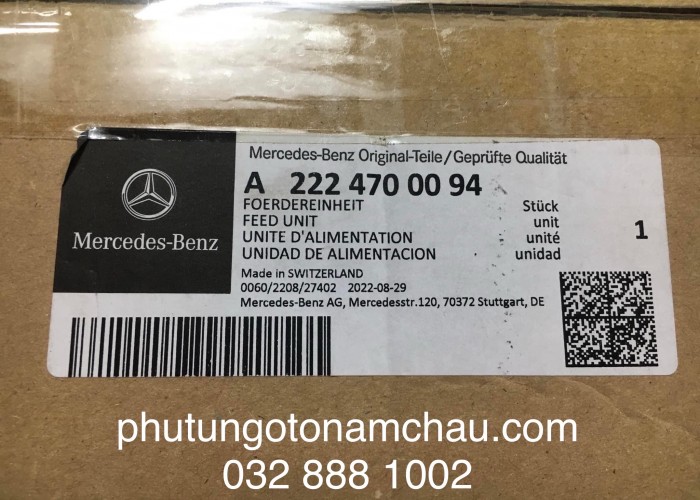 Mercedes-Benz Original-Teile/Geprüfte Qualität
A 222 470 00 94
FOERDEREINHEIT Stück
FEED UNIT unit
UNITE D'ALIMENTATION unité
UNIDAD DE ALIMENTACION unidad
1
Made in SWITZERLAND
0060/2208/27402 2022-08-29
Mercedes-Benz AG, Mercedesstr.120, 70372 Stuttgart, DE
Mercedes-Benz
phutungotonamchau.com
032 888 1002